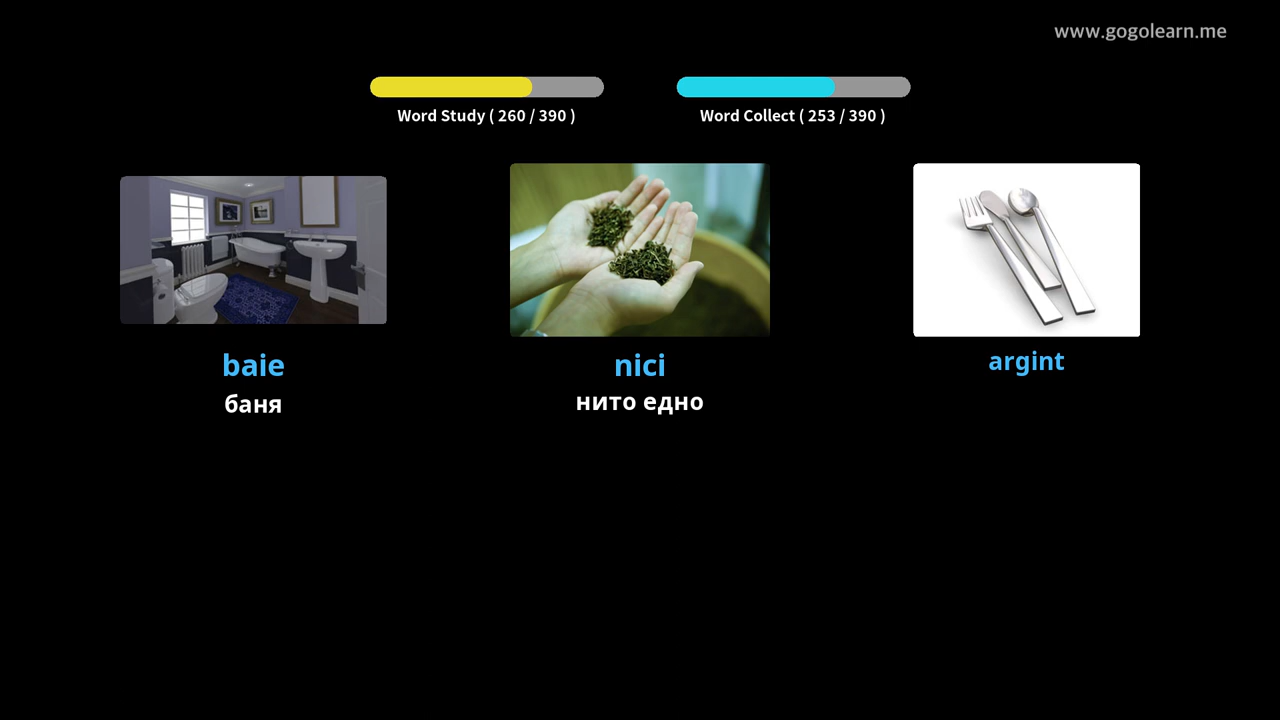 www.gogolearn.me
Word Study ( 260 / 390 )
Word Collect ( 253 / 390 )
baie
баня
nici
нито едно
argint